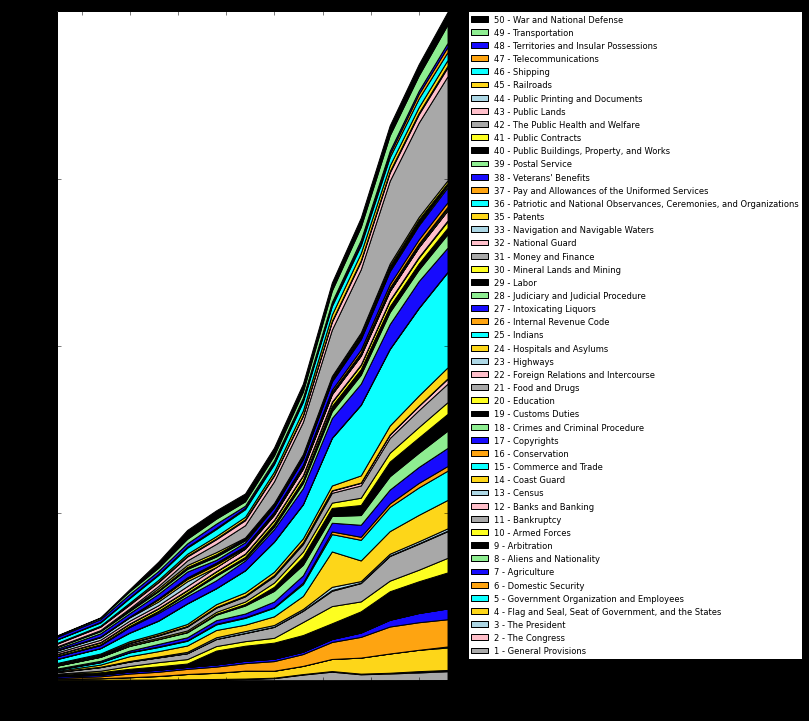 50 - War and National Defense
49 - Transportation
48 - Territories and Insular Possessions
47 - Telecommunications
46 - Shipping
45 - Railroads
44 - Public Printing and Documents
43 - Public Lands
42 - The Public Health and Welfare
41 - Public Contracts
40 - Public Buildings, Property, and Works
39 - Postal Service
38 - Veterans' Benefits
37 - Pay and Allowances of the Uniformed Services
36 - Patriotic and National Observances, Ceremonies, and Organizations
35 - Patents
33 - Navigation and Navigable Waters
32 - National Guard
31 - Money and Finance
30 - Mineral Lands and Mining
29 - Labor
28 - Judiciary and Judicial Procedure
27 - Intoxicating Liquors
26 - Internal Revenue Code
25 - Indians
24 - Hospitals and Asylums
23 - Highways
22 - Foreign Relations and Intercourse
21 - Food and Drugs
20 - Education
19 - Customs Duties
18 - Crimes and Criminal Procedure
17 - Copyrights
16 - Conservation
15 - Commerce and Trade
14 - Coast Guard
13 - Census
12 - Banks and Banking
11 - Bankruptcy
10 - Armed Forces
9 - Arbitration
8 - Aliens and Nationality
7 - Agriculture
6 - Domestic Security
5 - Government Organization and Employees
4 - Flag and Seal, Seat of Government, and the States
3 - The President
2 - The Congress
1 - General Provisions